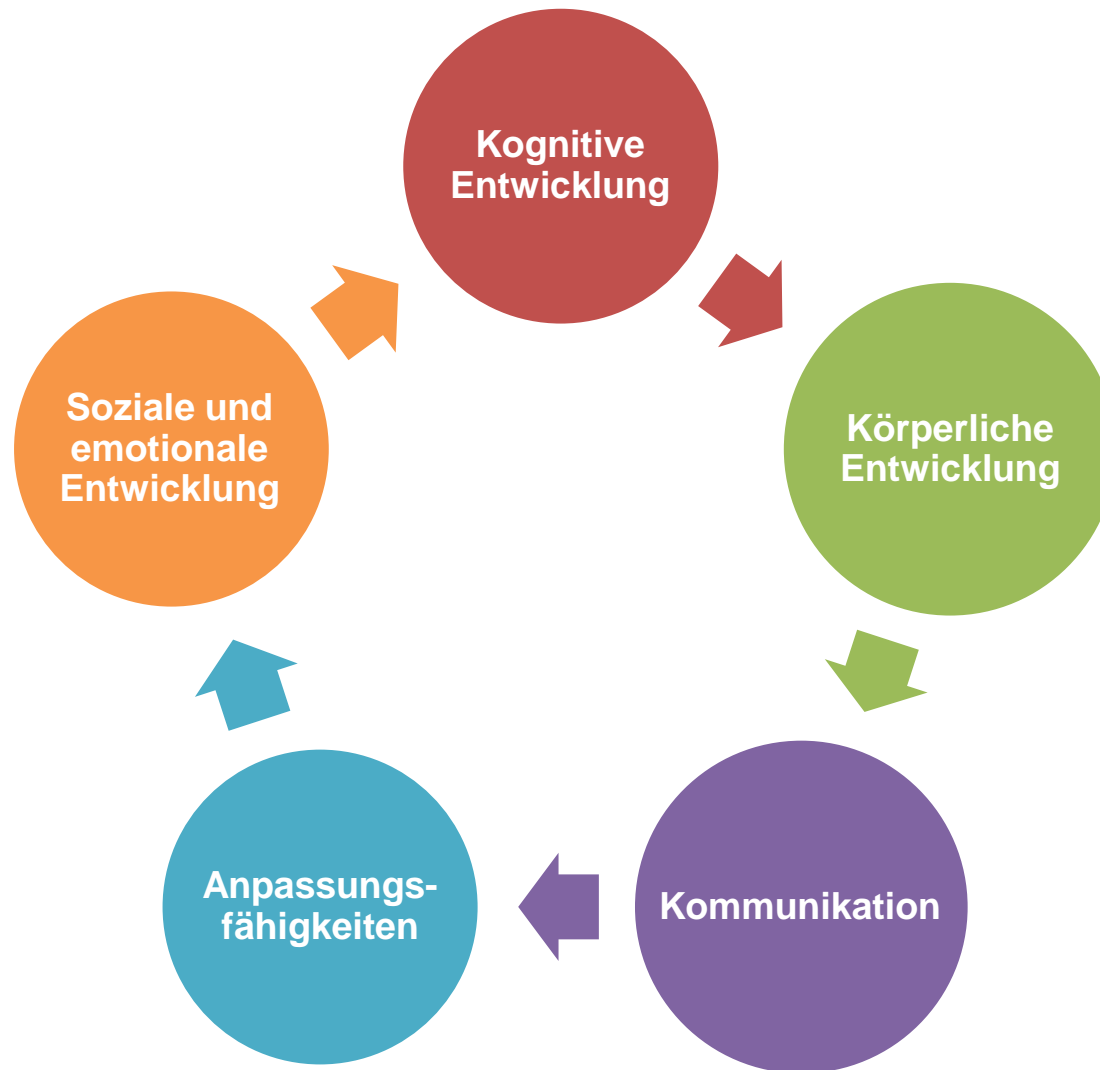 Kognitive
Entwicklung
Körperliche
Entwicklung
Kommunikation
Anpassungs-
fähigkeiten
Soziale und
emotionale
Entwicklung